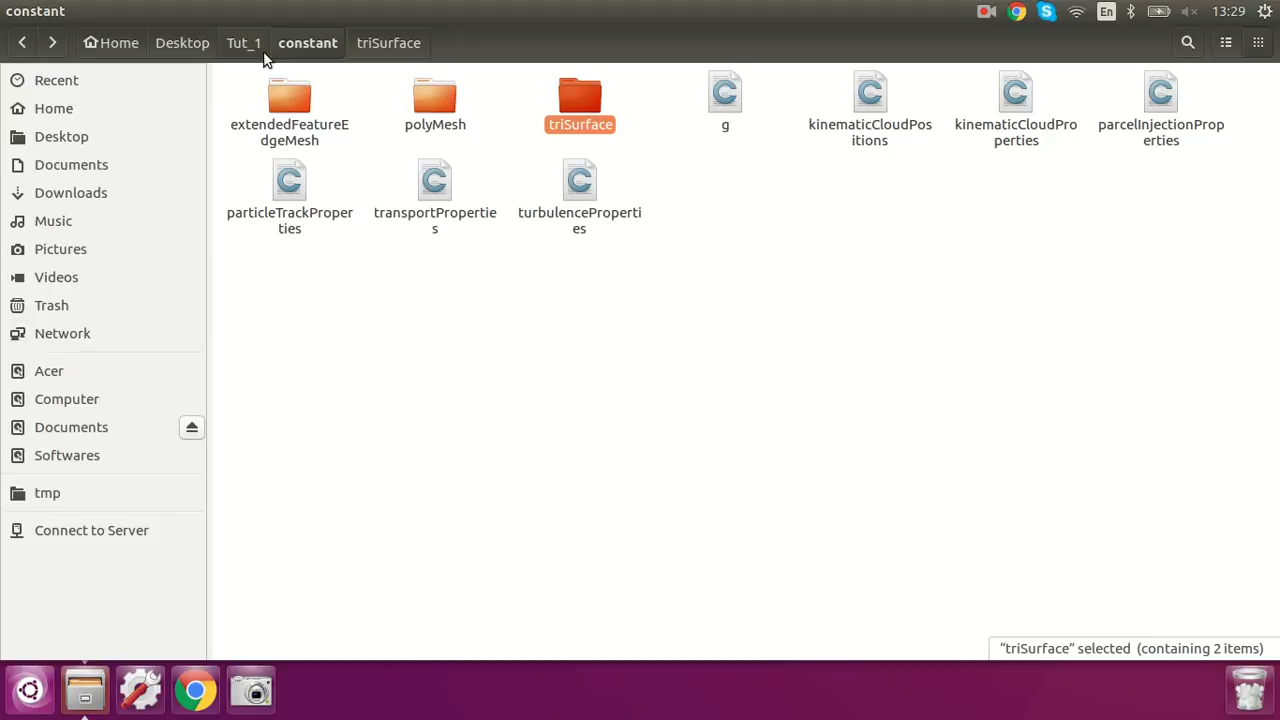 constant
En
13:29
Home
Desktop
Tut_1
constant
triSurface
Recent
Home
Desktop
Documents
Downloads
Music
Pictures
Videos
Trash
Network
Acer
Computer
Documents
Softwares
tmp
Connect to Server
extendedFeatureE
dgeMesh
polyMesh
triSurface
g
kinematicCloudPos
itions
kinematicCloudPro
perties
parcelInjectionProp
erties
particleTrackProper
ties
transportPropertie
s
turbulenceProperti
es
“triSurface” selected (containing 2 items)